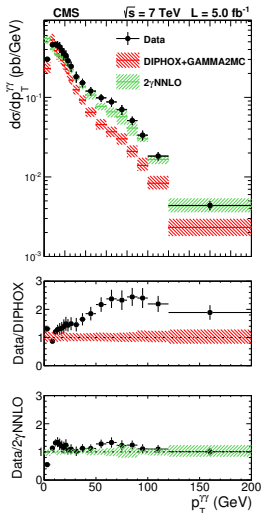 CMS √s = 7 TeV L = 5.0 fb⁻¹
dσ/dp_T^γγ (pb/GeV)
Data
DIPHOX+GAMMA2MC
2γNNLO
1
10⁻¹
10⁻²
10⁻³
Data/DIPHOX
3
2
1
0
Data/2γNNLO
3
2
1
0
0 50 100 150 200
p_T^γγ (GeV)